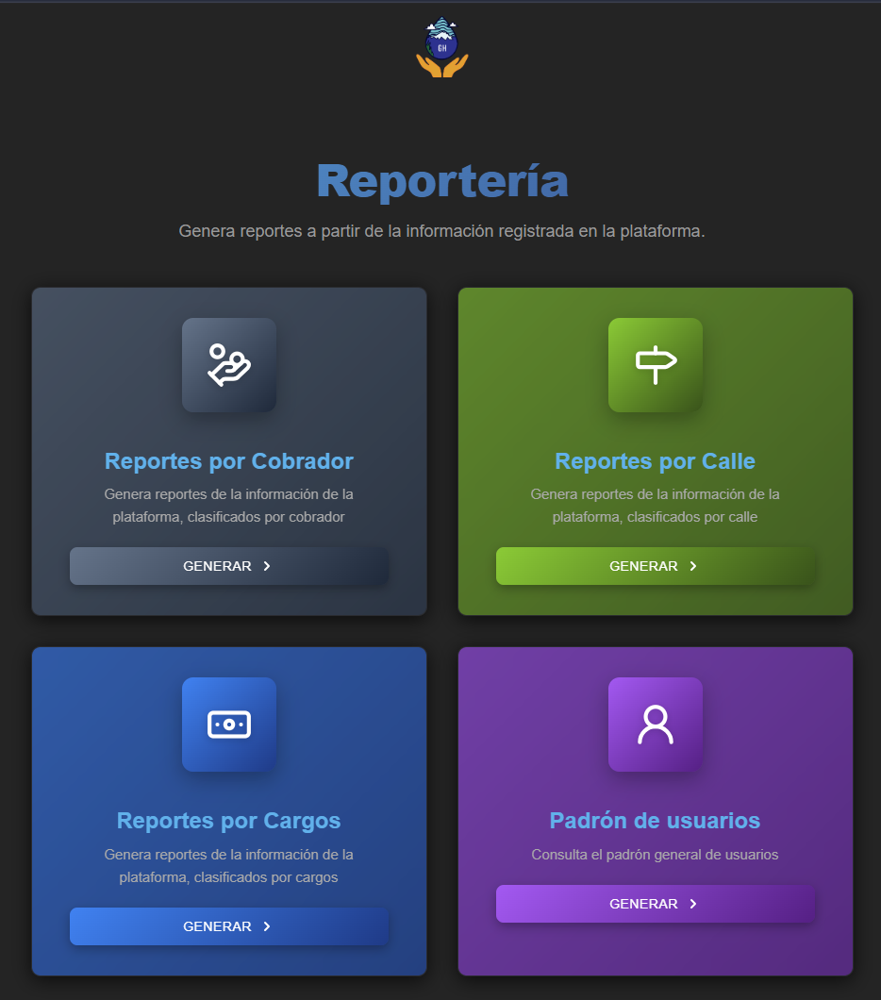 GH
Reportería
Genera reportes a partir de la información registrada en la plataforma.
Reportes por Cobrador
Genera reportes de la información de la
plataforma, clasificados por cobrador
GENERAR
Reportes por Calle
Genera reportes de la información de la
plataforma, clasificados por calle
GENERAR
Reportes por Cargos
Genera reportes de la información de la
plataforma, clasificados por cargos
GENERAR
Padrón de usuarios
Consulta el padrón general de usuarios
GENERAR